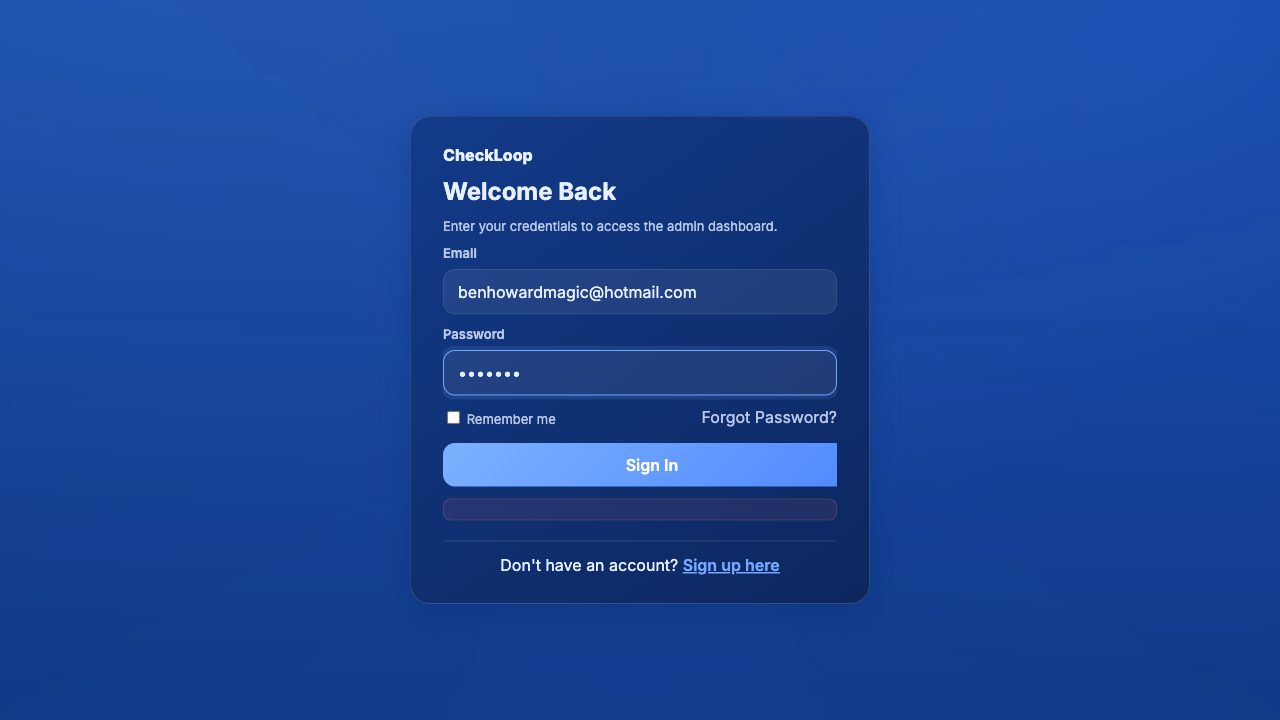 CheckLoop
Welcome Back
Enter your credentials to access the admin dashboard.
Email
benhowardmagic@hotmail.com
Password
•••••••
Remember me Forgot Password?
Sign In
Don't have an account? Sign up here